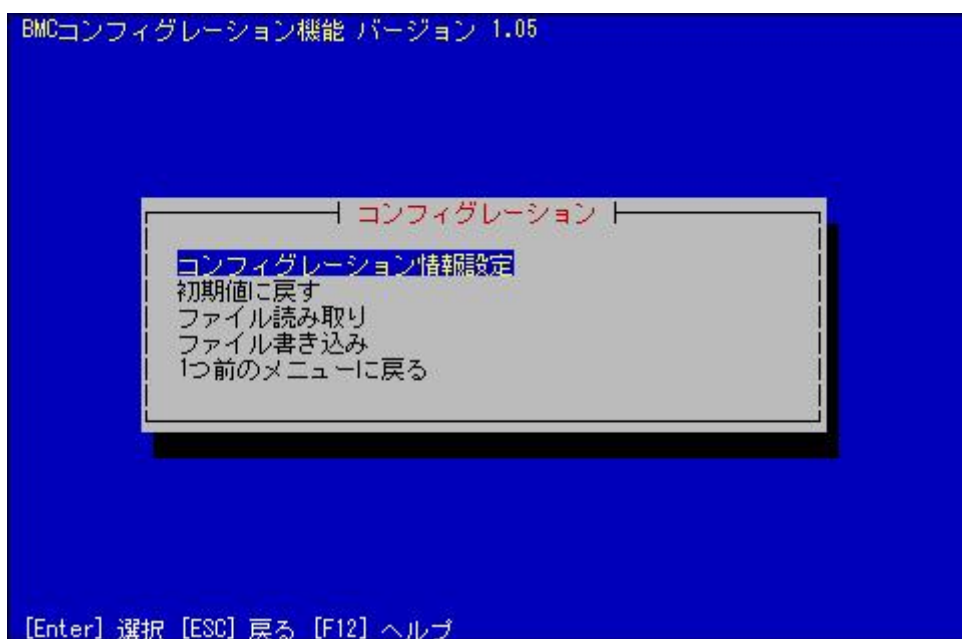 BMCコンフィグレーション機能 バージョン 1.05
コンフィグレーション
コンフィグレーション情報設定
初期値に戻す
ファイル読み取り
ファイル書き込み
1つ前のメニューに戻る
[Enter] 選択 [ESC] 戻る [F12] ヘルプ